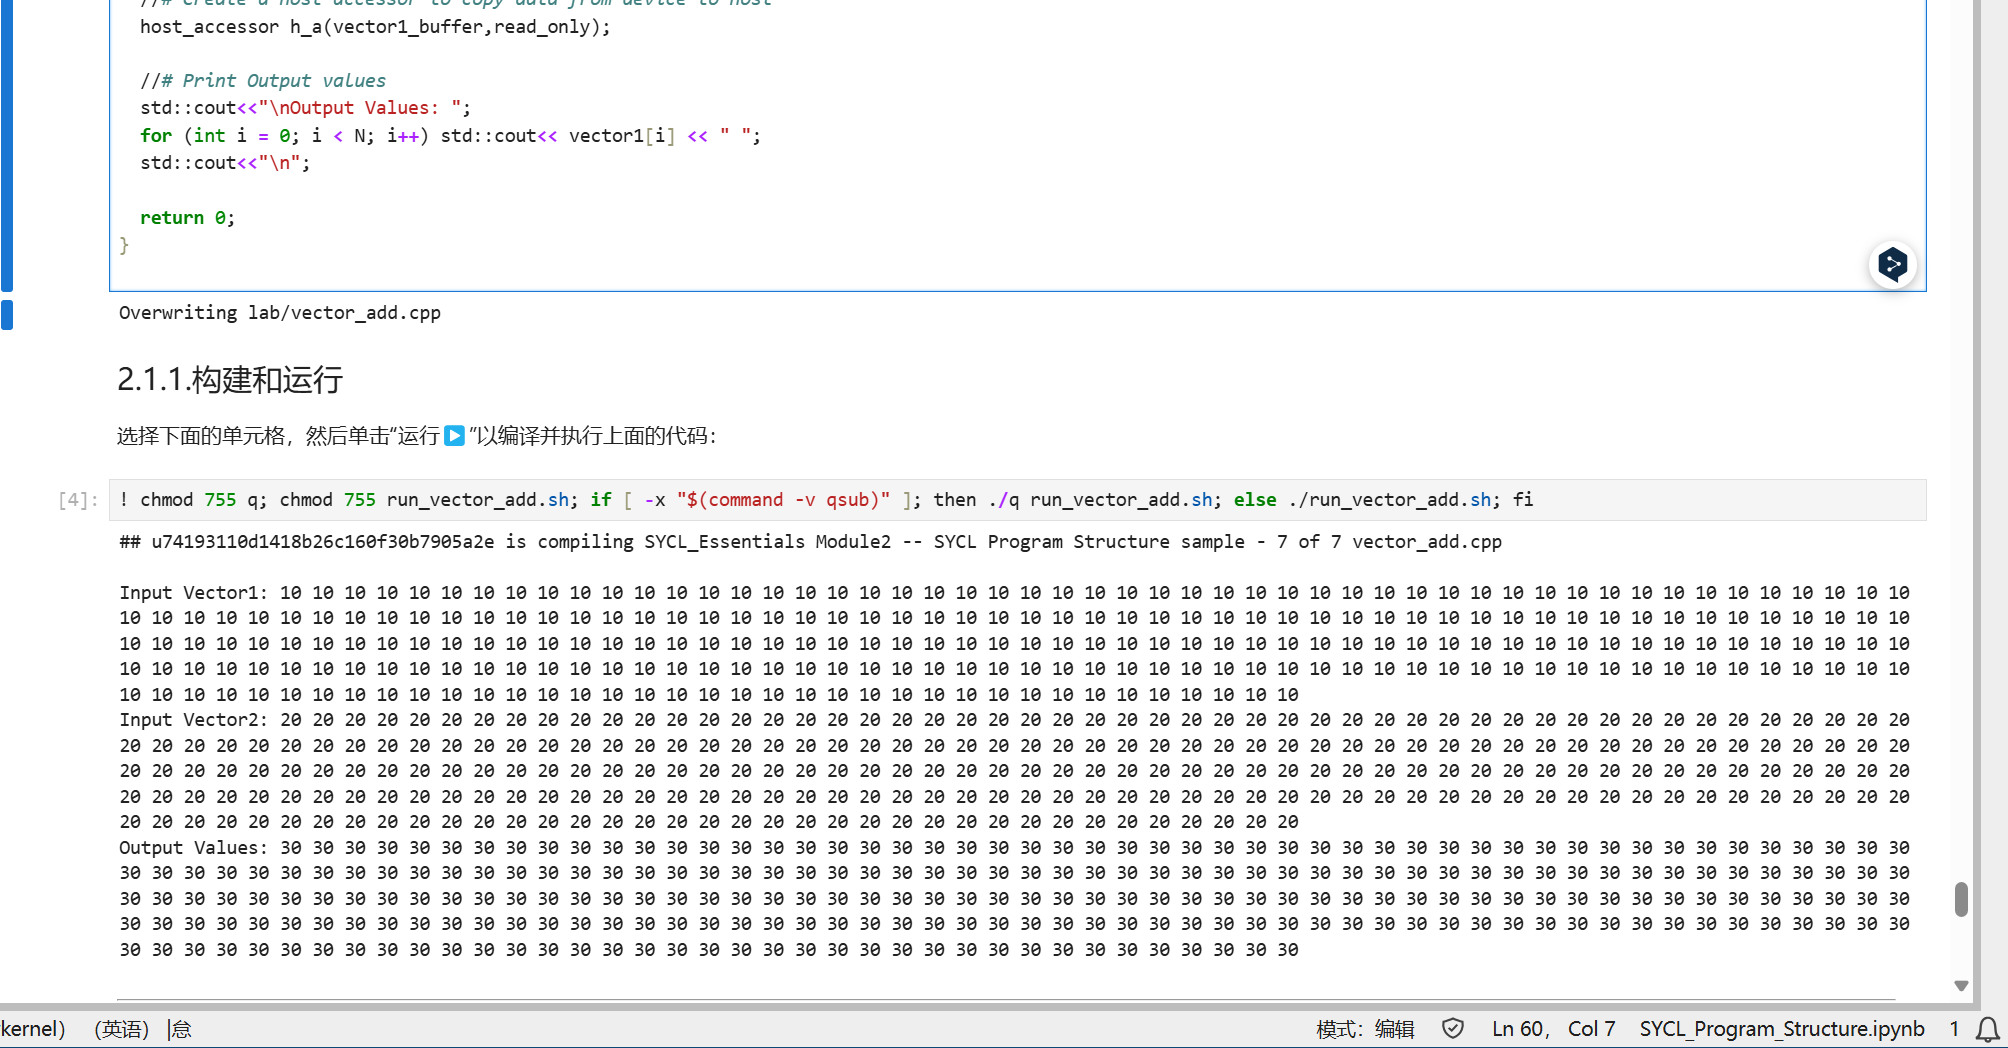 //# Create a host accessor to copy data from device to host
host_accessor h_a(vector1_buffer,read_only);
//# Print Output values
std::cout<<"\nOutput Values: ";
for (int i = 0; i < N; i++) std::cout<< vector1[i] << " ";
std::cout<<"\n";
return 0;
}
Overwriting lab/vector_add.cpp
2.1.1.构建和运行
选择下面的单元格，然后单击“运行▶”以编译并执行上面的代码：
[4]: ! chmod 755 q; chmod 755 run_vector_add.sh; if [ -x "$(command -v qsub)" ]; then ./q run_vector_add.sh; else ./run_vector_add.sh; fi
## u74193110d1418b26c160f30b7905a2e is compiling SYCL_Essentials Module2 -- SYCL Program Structure sample - 7 of 7 vector_add.cpp
Input Vector1: 10 10 10 10 10 10 10 10 10 10 10 10 10 10 10 10 10 10 10 10 10 10 10 10 10 10 10 10 10 10 10 10 10 10 10 10 10 10 10 10 10 10 10 10 10 10 10 10 10 10 10
10 10 10 10 10 10 10 10 10 10 10 10 10 10 10 10 10 10 10 10 10 10 10 10 10 10 10 10 10 10 10 10 10 10 10 10 10 10 10 10 10 10 10 10 10 10 10 10 10 10 10 10 10 10 10 10
10 10 10 10 10 10 10 10 10 10 10 10 10 10 10 10 10 10 10 10 10 10 10 10 10 10 10 10 10 10 10 10 10 10 10 10 10 10 10 10 10 10 10 10 10 10 10 10 10 10 10 10 10 10 10 10
10 10 10 10 10 10 10 10 10 10 10 10 10 10 10 10 10 10 10 10 10 10 10 10 10 10 10 10 10 10 10 10 10 10 10 10 10 10 10 10 10 10 10 10 10 10 10 10 10 10 10 10 10 10 10 10
10 10 10 10 10 10 10 10 10 10 10 10 10 10 10 10 10 10 10 10 10 10 10 10 10 10 10 10 10 10 10 10 10 10 10 10 10
Input Vector2: 20 20 20 20 20 20 20 20 20 20 20 20 20 20 20 20 20 20 20 20 20 20 20 20 20 20 20 20 20 20 20 20 20 20 20 20 20 20 20 20 20 20 20 20 20 20 20 20 20 20 20
20 20 20 20 20 20 20 20 20 20 20 20 20 20 20 20 20 20 20 20 20 20 20 20 20 20 20 20 20 20 20 20 20 20 20 20 20 20 20 20 20 20 20 20 20 20 20 20 20 20 20 20 20 20 20 20
20 20 20 20 20 20 20 20 20 20 20 20 20 20 20 20 20 20 20 20 20 20 20 20 20 20 20 20 20 20 20 20 20 20 20 20 20 20 20 20 20 20 20 20 20 20 20 20 20 20 20 20 20 20 20 20
20 20 20 20 20 20 20 20 20 20 20 20 20 20 20 20 20 20 20 20 20 20 20 20 20 20 20 20 20 20 20 20 20 20 20 20 20 20 20 20 20 20 20 20 20 20 20 20 20 20 20 20 20 20 20 20
20 20 20 20 20 20 20 20 20 20 20 20 20 20 20 20 20 20 20 20 20 20 20 20 20 20 20 20 20 20 20 20 20 20 20 20 20
Output Values: 30 30 30 30 30 30 30 30 30 30 30 30 30 30 30 30 30 30 30 30 30 30 30 30 30 30 30 30 30 30 30 30 30 30 30 30 30 30 30 30 30 30 30 30 30 30 30 30 30 30 30
30 30 30 30 30 30 30 30 30 30 30 30 30 30 30 30 30 30 30 30 30 30 30 30 30 30 30 30 30 30 30 30 30 30 30 30 30 30 30 30 30 30 30 30 30 30 30 30 30 30 30 30 30 30 30 30
30 30 30 30 30 30 30 30 30 30 30 30 30 30 30 30 30 30 30 30 30 30 30 30 30 30 30 30 30 30 30 30 30 30 30 30 30 30 30 30 30 30 30 30 30 30 30 30 30 30 30 30 30 30 30 30
30 30 30 30 30 30 30 30 30 30 30 30 30 30 30 30 30 30 30 30 30 30 30 30 30 30 30 30 30 30 30 30 30 30 30 30 30 30 30 30 30 30 30 30 30 30 30 30 30 30 30 30 30 30 30 30
30 30 30 30 30 30 30 30 30 30 30 30 30 30 30 30 30 30 30 30 30 30 30 30 30 30 30 30 30 30 30 30 30 30 30 30 30
kernel） （英语） |怠 模式：编辑 Ln 60， Col 7 SYCL_Program_Structure.ipynb 1